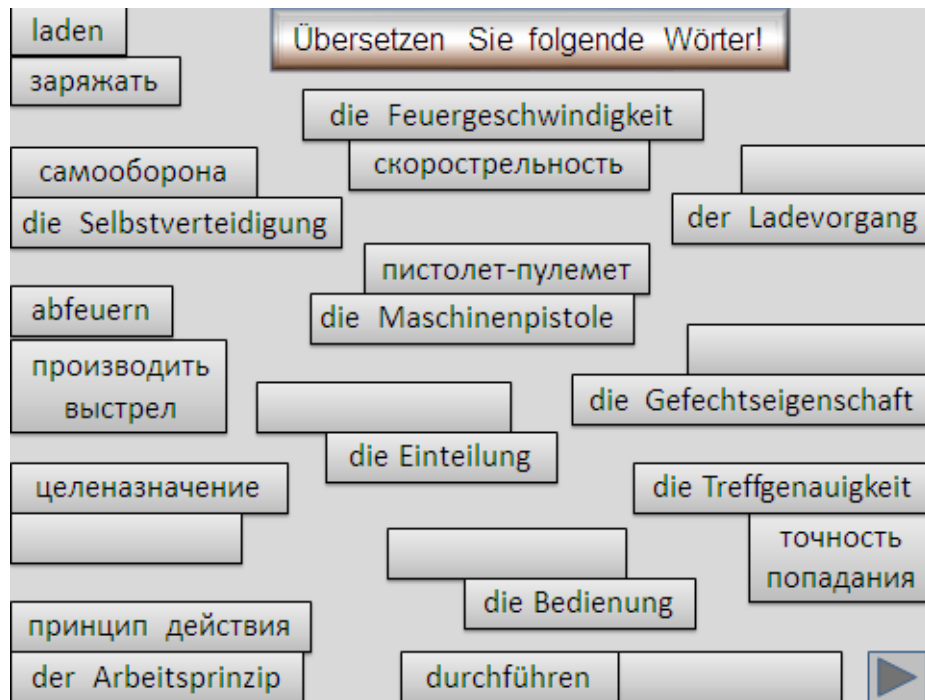 laden
Übersetzen Sie folgende Wörter!
заряжать
die Feuergeschwindigkeit
скорострельность
самооборона
die Selbstverteidigung
der Ladevorgang
пистолет-пулемет
die Maschinenpistole
abfeuern
производить
выстрел
die Gefechtseigenschaft
die Einteilung
целеназначение
die Treffgenauigkeit
точность
попадания
die Bedienung
принцип действия
der Arbeitsprinzip
durchführen